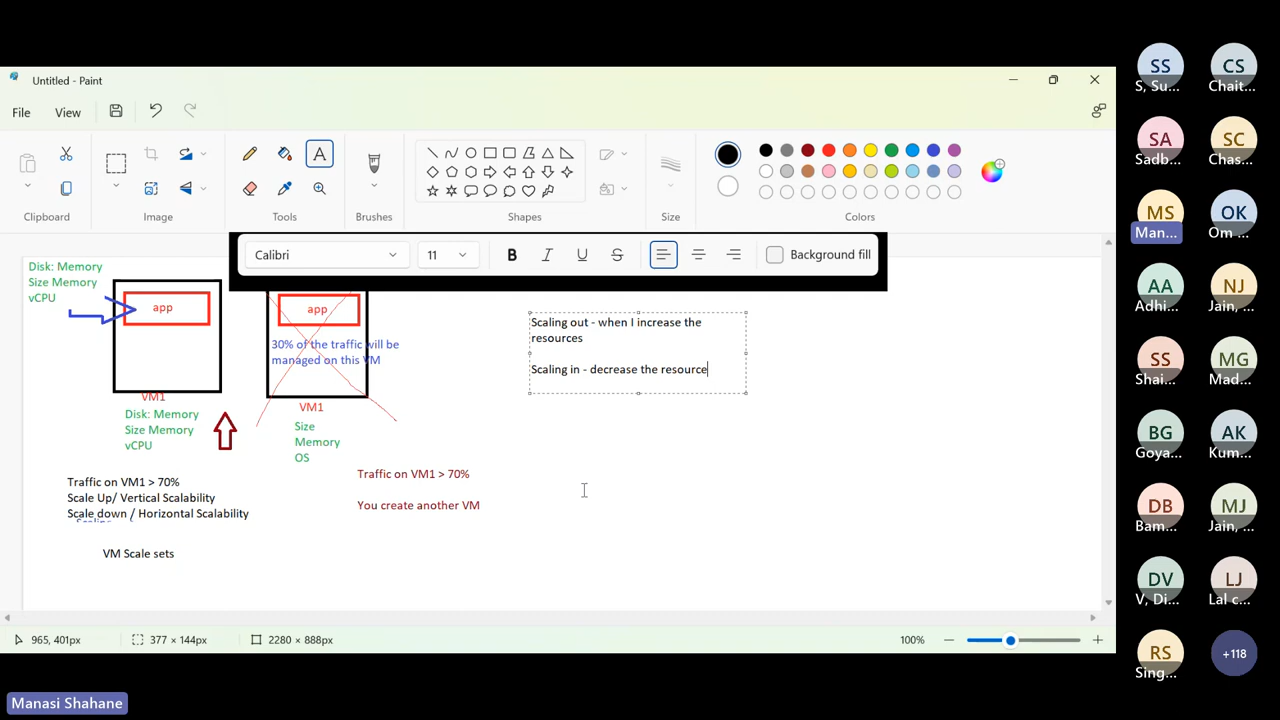 Untitled - Paint
File
View
Clipboard
Image
Tools
Brushes
Shapes
Size
Colors
Calibri
11
B
I
U
S
Background fill
Disk: Memory
Size Memory
vCPU
app
VM1
Disk: Memory
Size Memory
vCPU
app
30% of the traffic will
managed on this VM
VM1
Size
Memory
OS
Scaling out - when I increase the
resources
Scaling in - decrease the resource
Traffic on VM1 > 70%
You create another VM
Traffic on VM1 > 70%
Scale Up/ Vertical Scalability
Scale down / Horizontal Scalability
VM Scale sets
965, 401px
377 × 144px
2280 × 888px
100%
SS
S, Su...
CS
Chait...
SA
Sadb...
SC
Chas...
MS
Man...
OK
Om ...
AA
Adhi...
NJ
Jain, ...
SS
Shai...
MG
Mad...
BG
Goya...
AK
Kum...
DB
Bam...
MJ
Jain, ...
DV
V, Di...
LJ
Lal c...
RS
Sing...
+118
Manasi Shahane